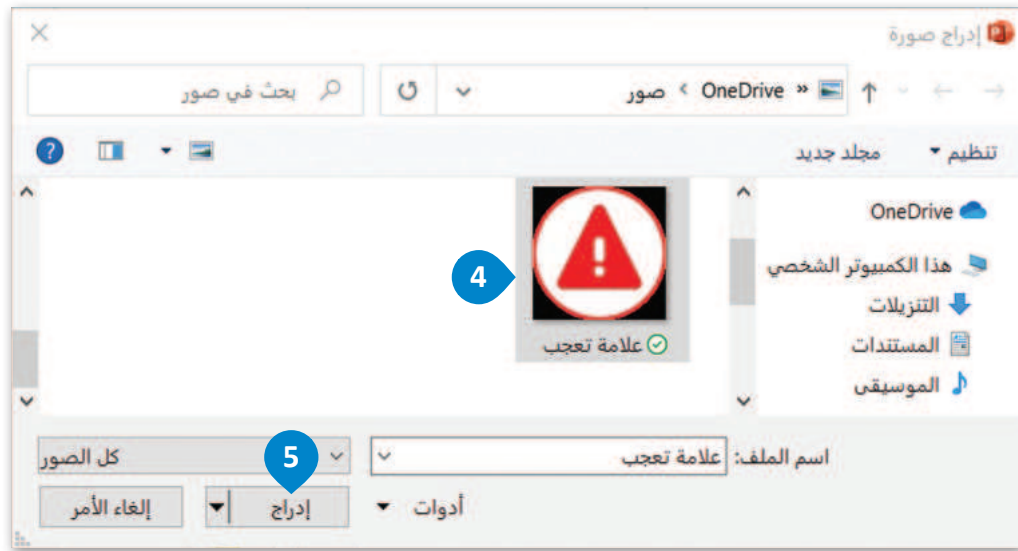 إدراج صورة
« OneDrive › صور
بحث في صور
تنظيم
مجلد جديد
?
OneDrive
هذا الكمبيوتر الشخصي
التنزيلات
المستندات
الموسيقى
4
علامة تعجب
اسم الملف: علامة تعجب
كل الصور
5
أدوات
إدراج
إلغاء الأمر